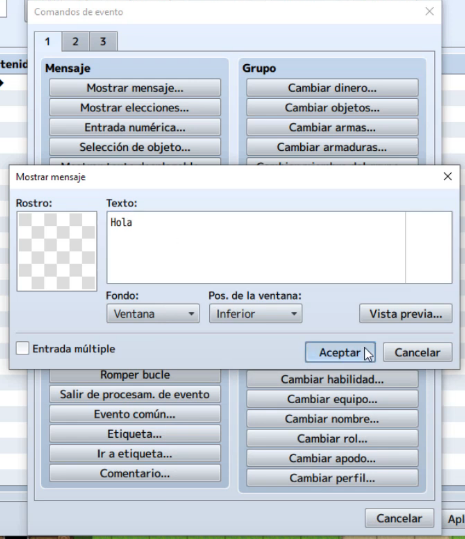 Comandos de evento
1 2 3
tenid
Mensaje
Mostrar mensaje...
Mostrar elecciones...
Entrada numérica...
Selección de objeto...
Grupo
Cambiar dinero...
Cambiar objetos...
Cambiar armas...
Cambiar armaduras...
Mostrar mensaje
Rostro:
Texto:
Hola
Fondo:
Pos. de la ventana:
Ventana
Inferior
Vista previa...
Entrada múltiple
Aceptar
Cancelar
Romper bucle
Salir de procesam. de evento
Evento común...
Etiqueta...
Ir a etiqueta...
Comentario...
Cambiar habilidad...
Cambiar equipo...
Cambiar nombre...
Cambiar rol...
Cambiar apodo...
Cambiar perfil...
Cancelar
Apl